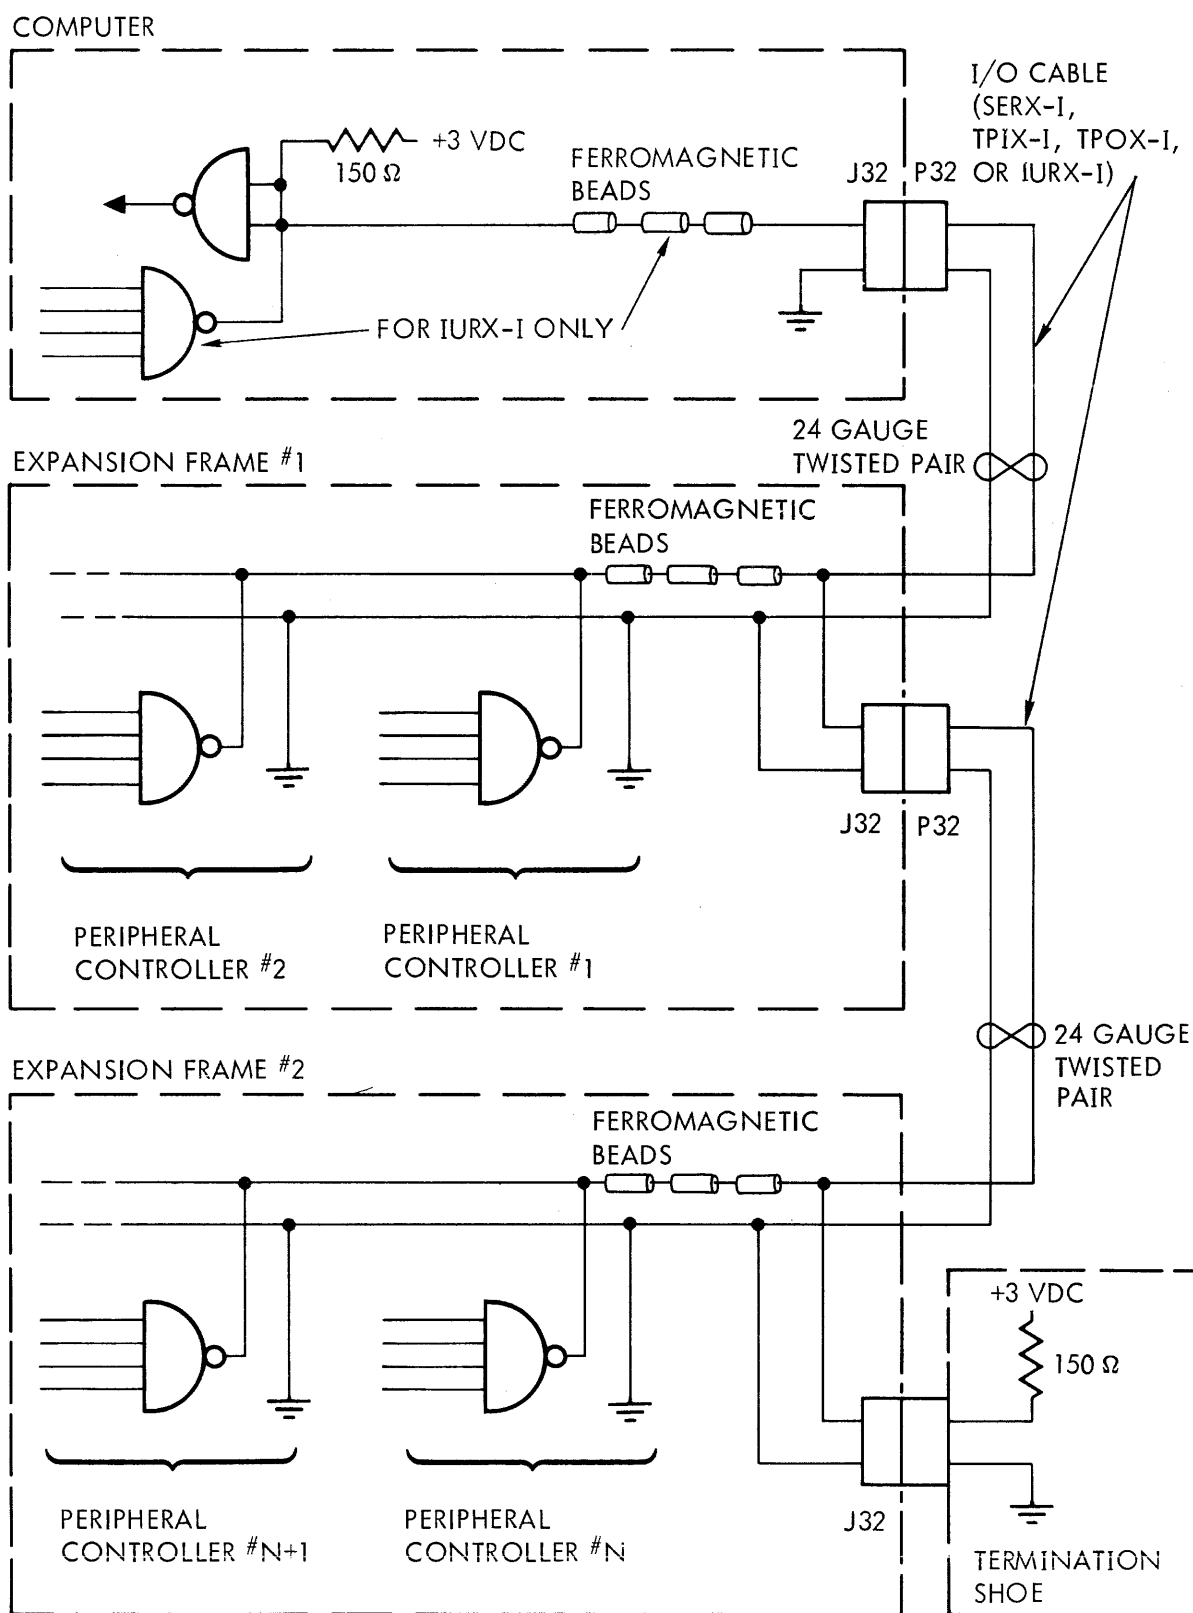 COMPUTER
I/O CABLE
(SERX-I,
TPIX-I, TPOX-I,
OR IURX-I)
+3 VDC
150 Ω
FERROMAGNETIC
BEADS
J32
P32
FOR IURX-I ONLY
24 GAUGE
TWISTED PAIR
EXPANSION FRAME #1
FERROMAGNETIC
BEADS
J32
P32
PERIPHERAL
CONTROLLER #2
PERIPHERAL
CONTROLLER #1
24 GAUGE
TWISTED
PAIR
EXPANSION FRAME #2
FERROMAGNETIC
BEADS
+3 VDC
150 Ω
J32
PERIPHERAL
CONTROLLER #N+1
PERIPHERAL
CONTROLLER #N
TERMINATION
SHOE